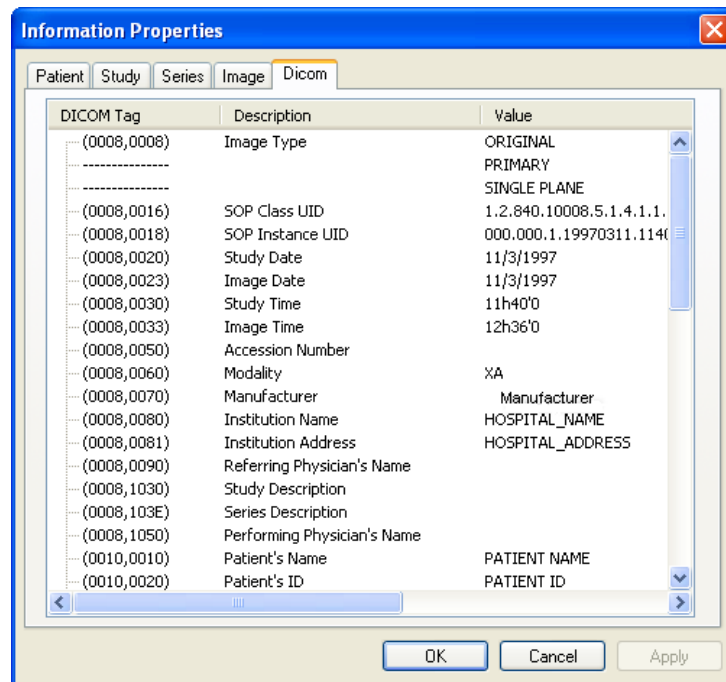 Information Properties
Patient Study Series Image Dicom
DICOM Tag Description Value
(0008,0008) Image Type ORIGINAL
--------------- PRIMARY
--------------- SINGLE PLANE
(0008,0016) SOP Class UID 1.2.840.10008.5.1.4.1.1.
(0008,0018) SOP Instance UID 000.000.1.19970311.114(
(0008,0020) Study Date 11/3/1997
(0008,0023) Image Date 11/3/1997
(0008,0030) Study Time 11h40'0
(0008,0033) Image Time 12h36'0
(0008,0050) Accession Number
(0008,0060) Modality XA
(0008,0070) Manufacturer Manufacturer
(0008,0080) Institution Name HOSPITAL_NAME
(0008,0081) Institution Address HOSPITAL_ADDRESS
(0008,0090) Referring Physician's Name
(0008,1030) Study Description
(0008,103E) Series Description
(0008,1050) Performing Physician's Name
(0010,0010) Patient's Name PATIENT NAME
(0010,0020) Patient's ID PATIENT ID
OK Cancel Apply